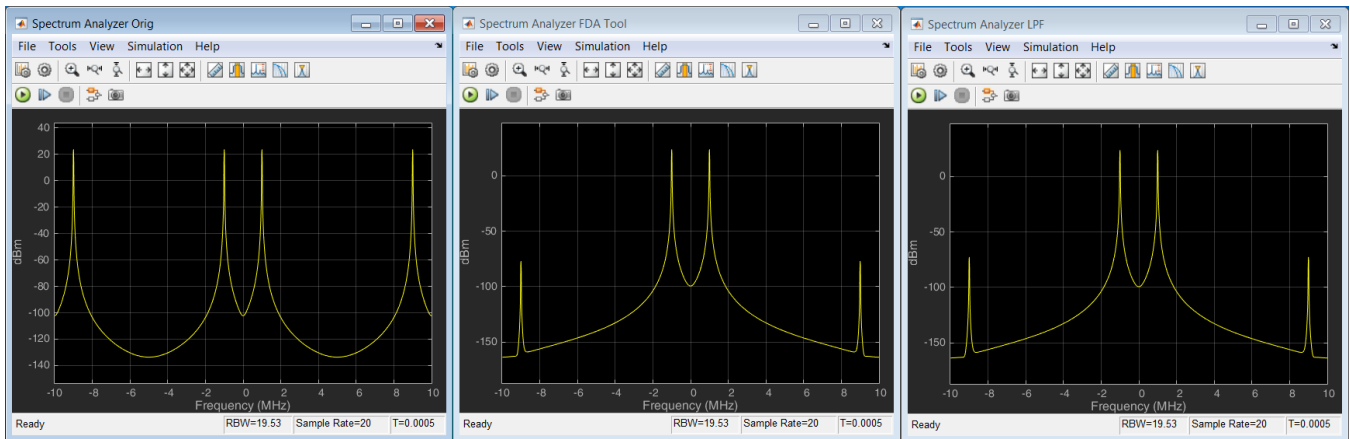 Spectrum Analyzer Orig
File Tools View Simulation Help
40
20
0
-20
-40
-60
-80
-100
-120
-140
dBm
-10 -8 -6 -4 -2 0 2 4 6 8 10
Frequency (MHz)
Ready RBW=19.53 Sample Rate=20 T=0.0005
Spectrum Analyzer FDA Tool
File Tools View Simulation Help
0
-50
-100
-150
dBm
-10 -8 -6 -4 -2 0 2 4 6 8 10
Frequency (MHz)
Ready RBW=19.53 Sample Rate=20 T=0.0005
Spectrum Analyzer LPF
File Tools View Simulation Help
0
-50
-100
-150
dBm
-10 -8 -6 -4 -2 0 2 4 6 8 10
Frequency (MHz)
Ready RBW=19.53 Sample Rate=20 T=0.0005